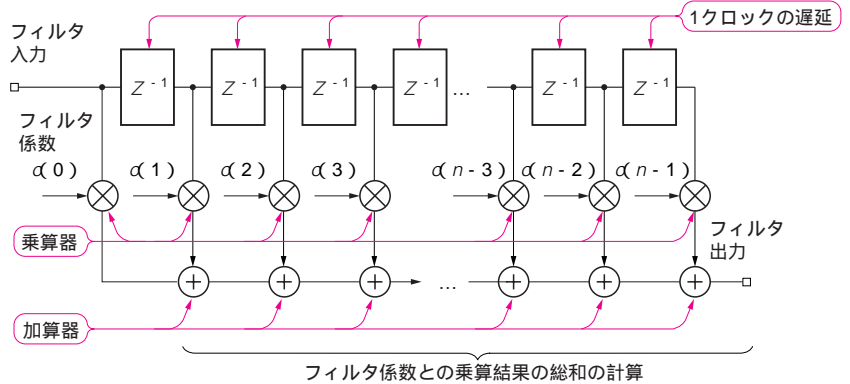 フィルタ
入力
1クロックの遅延
Z -1
Z -1
Z -1
Z -1
...
Z -1
Z -1
フィルタ
係数
α(0)
α(1)
α(2)
α(3)
α(n-3)
α(n-2)
α(n-1)
乗算器
フィルタ
出力
+
+
+
...
+
+
+
加算器
フィルタ係数との乗算結果の総和の計算